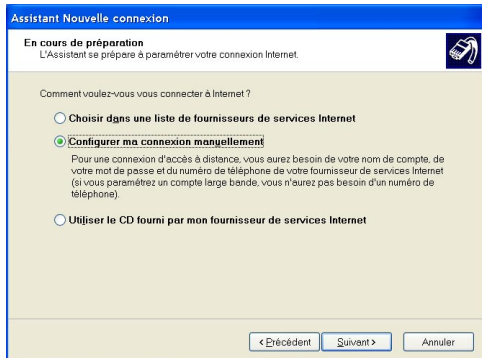 Assistant Nouvelle connexion
En cours de préparation
L'Assistant se prépare à paramétrer votre connexion Internet.
Comment voulez-vous vous connecter à Internet ?
Choisir dans une liste de fournisseurs de services Internet
Configurer ma connexion manuellement
Pour une connexion d'accès à distance, vous aurez besoin de votre nom de compte, de
votre mot de passe et du numéro de téléphone de votre fournisseur de services Internet
(si vous paramétrez un compte large bande, vous n'aurez pas besoin d'un numéro de
téléphone).
Utiliser le CD fourni par mon fournisseur de services Internet
< Précédent Suivant > Annuler